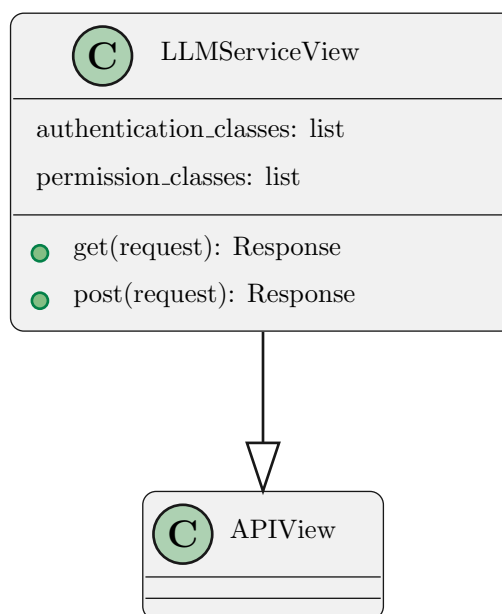 C LLMServiceView
authentication_classes: list
permission_classes: list
get(request): Response
post(request): Response
C APIView